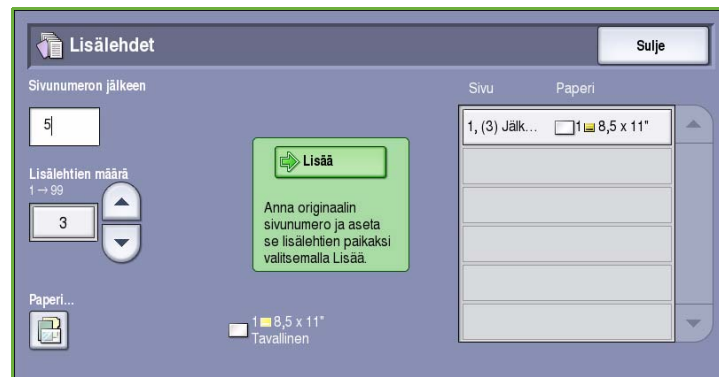 Lisälehdet
Sulje
Sivunumeron jälkeen
5
Lisälehtien määrä
1→99
3
Paperi...
Lisää
Anna originaalin
sivunumero ja aseta
se lisälehtien paikaksi
valitsemalla Lisää.
1 8,5 x 11"
Tavallinen
Sivu Paperi
1, (3) Jälk... 1 8,5 x 11"